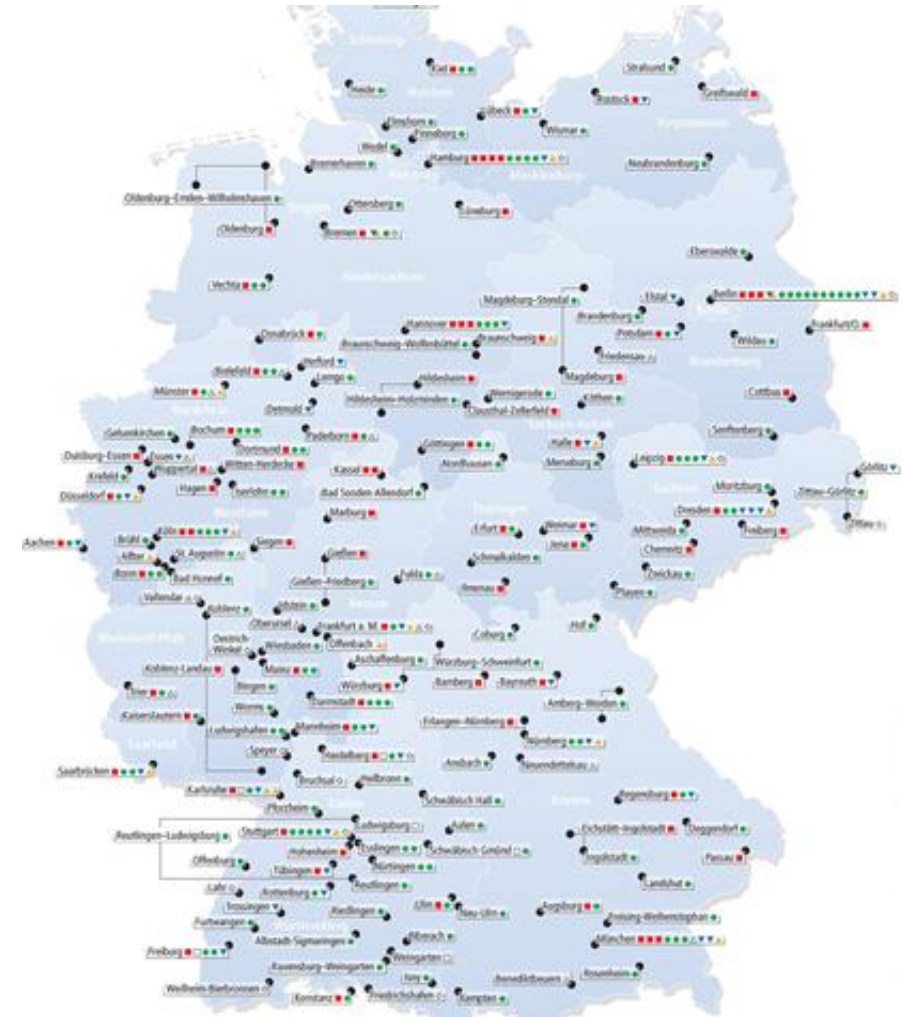 Kiel
Stralsund
Heide
Greifswald
Rostock
Lübeck
Elmshorn
Pinneberg
Wismar
Wedel
Hamburg
Bremerhaven
Neubrandenburg
Oldenburg-Emden-Wilhelmshaven
Ottersberg
Lüneburg
Oldenburg
Bremen
Eberswalde
Vechta
Magdeburg-Stendal
Elstal
Berlin
Brandenburg
Hannover
Frankfurt/O.
Osnabrück
Braunschweig
Potsdam
Braunschweig-Wolfenbüttel
Wildau
Friedensau
Herford
Bielefeld
Lemgo
Hildesheim
Magdeburg
Münster
Wernigerode
Cottbus
Hildesheim-Holzminden
Köthen
Detmold
Clausthal-Zellerfeld
Gelsenkirchen
Bochum
Paderborn
Senftenberg
Dortmund
Göttingen
Halle
Duisburg-Essen
Essen
Leipzig
Nordhausen
Merseburg
Görlitz
Wuppertal
Witten-Herdecke
Kassel
Krefeld
Hagen
Iserlohn
Bad Sooden-Allendorf
Moritzburg
Zittau-Görlitz
Düsseldorf
Marburg
Dresden
Zittau
Köln
Erfurt
Weimar
Mittweida
Freiberg
Aachen
Brühl
Siegen
Jena
Chemnitz
Alfter
St. Augustin
Gießen
Schmalkalden
Bonn
Bad Honnef
Gießen-Friedberg
Fulda
Zwickau
Ilmenau
Plauen
Vallendar
Koblenz
Idstein
Oberursel
Frankfurt a. M.
Coburg
Hof
Oestrich-
Winkel
Wiesbaden
Offenbach
Aschaffenburg
Würzburg-Schweinfurt
Koblenz-Landau
Mainz
Würzburg
Bamberg
Bayreuth
Trier
Bingen
Darmstadt
Amberg-Weiden
Worms
Kaiserslautern
Erlangen-Nürnberg
Ludwigshafen
Mannheim
Nürnberg
Speyer
Heidelberg
Ansbach
Neuendettelsau
Saarbrücken
Bruchsal
Heilbronn
Karlsruhe
Schwäbisch Hall
Regensburg
Pforzheim
Reutlingen-Ludwigsburg
Stuttgart
Ludwigsburg
Aalen
Eichstätt-Ingolstadt
Deggendorf
Hohenheim
Esslingen
Schwäbisch Gmünd
Offenburg
Nürtingen
Ingolstadt
Passau
Tübingen
Lahr
Rottenburg
Reutlingen
Landshut
Trossingen
Riedlingen
Ulm
Neu-Ulm
Augsburg
Furtwangen
Freising-Weihenstephan
Albstadt-Sigmaringen
Biberach
München
Freiburg
Weingarten
Ravensburg-Weingarten
Isny
Benediktbeuern
Rosenheim
Weilheim-Bierbronnen
Konstanz
Friedrichshafen
Kempten